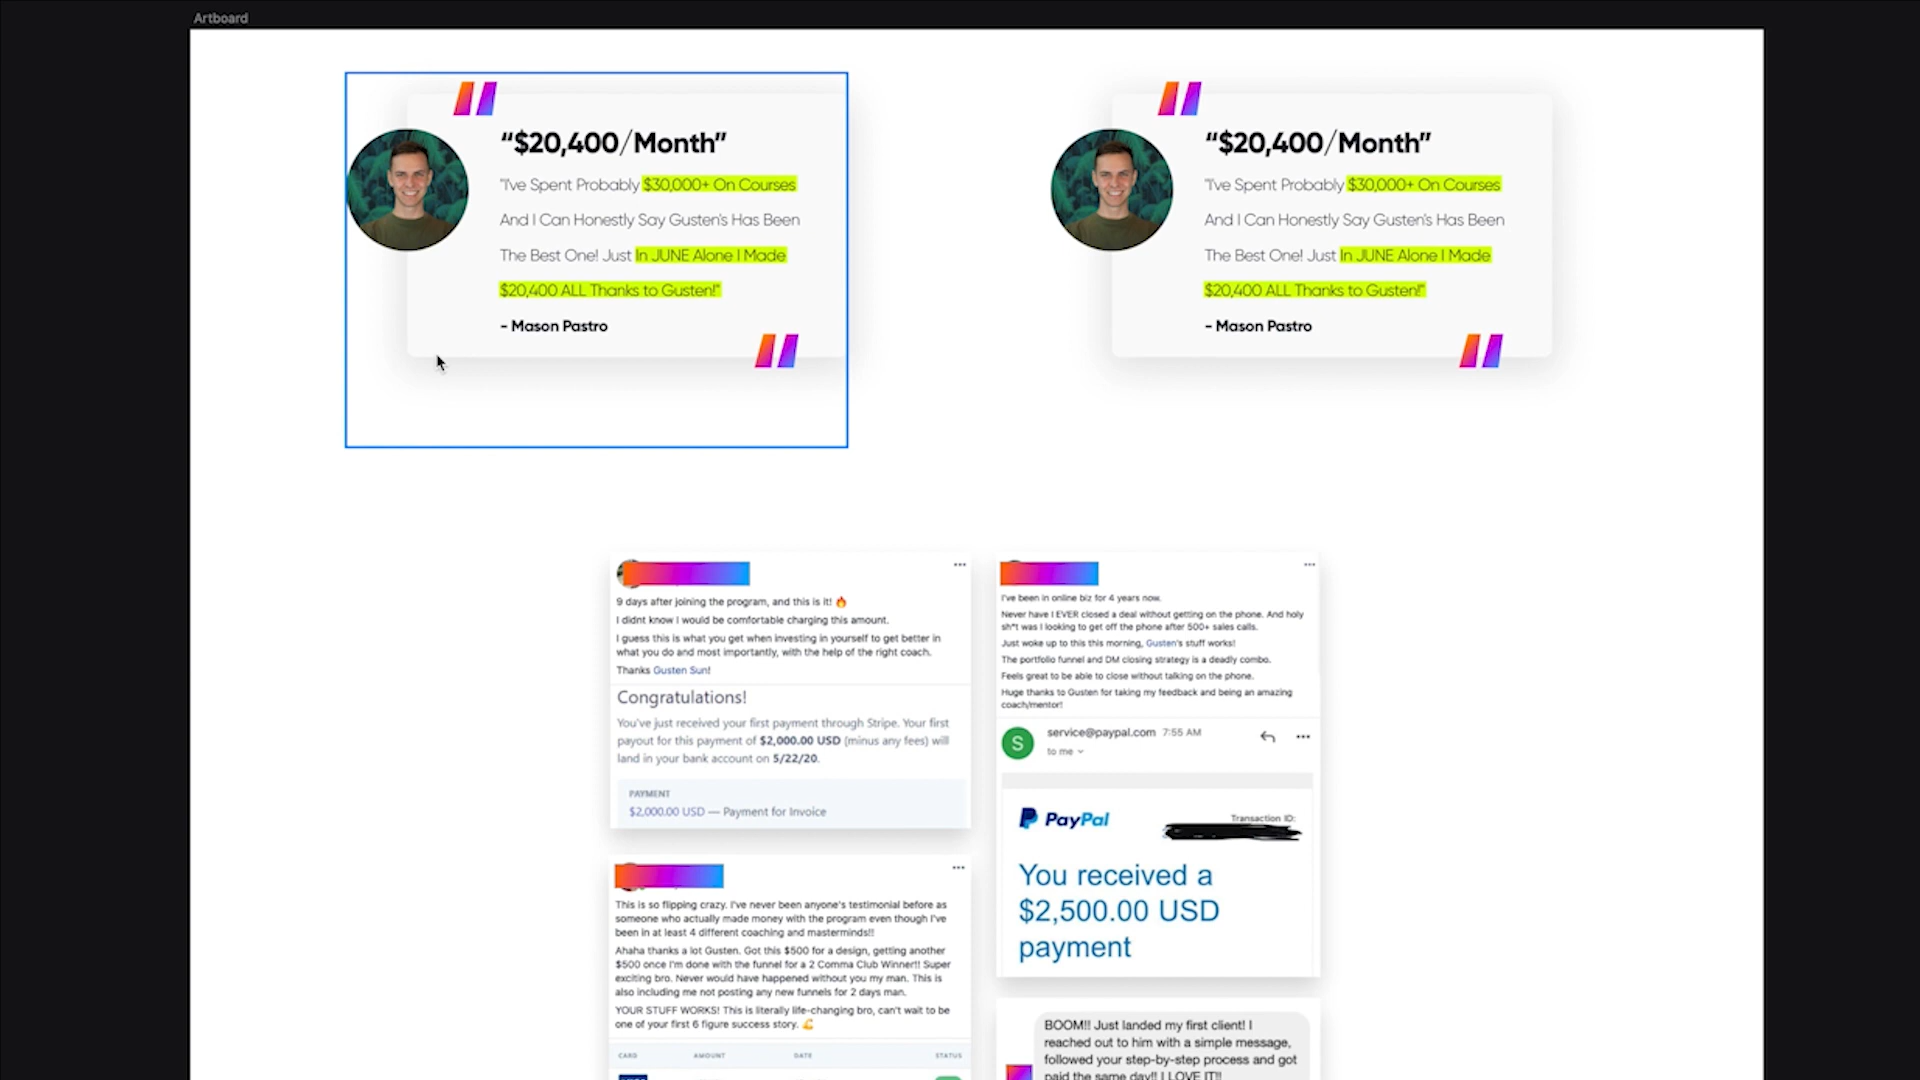 Artboard
“$20,400/Month”
"I've Spent Probably $30,000+ On Courses
And I Can Honestly Say Gusten's Has Been
The Best One! Just In JUNE Alone I Made
$20,400 ALL Thanks to Gusten!"
- Mason Pastro
“$20,400/Month”
"I've Spent Probably $30,000+ On Courses
And I Can Honestly Say Gusten's Has Been
The Best One! Just In JUNE Alone I Made
$20,400 ALL Thanks to Gusten!"
- Mason Pastro
9 days after joining the program, and this is it! 🔥
I didnt know I would be comfortable charging this amount.
I guess this is what you get when investing in yourself to get better in
what you do and most importantly, with the help of the right coach.
Thanks Gusten Sun!
Congratulations!
You've just received your first payment through Stripe. Your first
payout for this payment of $2,000.00 USD (minus any fees) will
land in your bank account on 5/22/20.
PAYMENT
$2,000.00 USD — Payment for Invoice
This is so flipping crazy. I've never been anyone's testimonial before as
someone who actually made money with the program even though I've
been in at least 4 different coaching and masterminds!!
Ahaha thanks a lot Gusten. Got this $500 for a design, getting another
$500 once I'm done with the funnel for a 2 Comma Club Winner!! Super
exciting bro. Never would have happened without you my man. This is
also including me not posting any new funnels for 2 days man.
YOUR STUFF WORKS! This is literally life-changing bro, can't wait to be
one of your first 6 figure success story. 💪
CARD AMOUNT DATE STATUS
I've been in online biz for 4 years now.
Never have I EVER closed a deal without getting on the phone. And holy
sh*t was I looking to get off the phone after 500+ sales calls.
Just woke up to this this morning, Gusten's stuff works!
The portfolio funnel and DM closing strategy is a deadly combo.
Feels great to be able to close without talking on the phone.
Huge thanks to Gusten for taking my feedback and being an amazing
coach/mentor!
S
service@paypal.com 7:55 AM
to me
PayPal
Transaction ID:
You received a
$2,500.00 USD
payment
BOOM!! Just landed my first client! I
reached out to him with a simple message,
followed your step-by-step process and got
paid the same day!! I LOVE IT!!